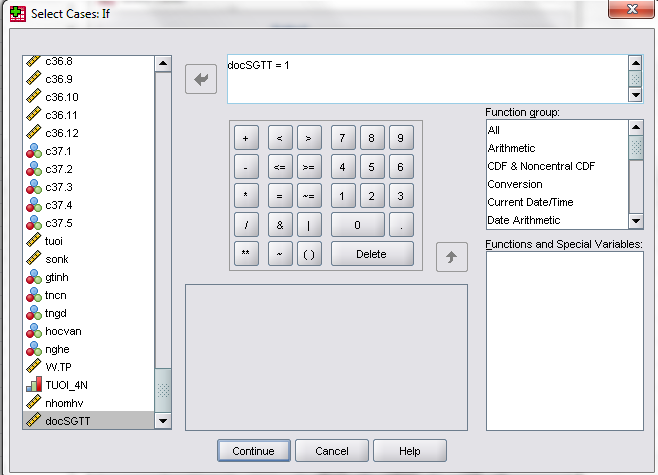 Select Cases: If
c36.8
c36.9
c36.10
c36.11
c36.12
c37.1
c37.2
c37.3
c37.4
c37.5
tuoi
sonk
gtinh
tncn
tngd
hocvan
nghe
W.TP
TUOI_4N
nhomhv
docSGTT
docSGTT = 1
+ < > 7 8 9
- <= >= 4 5 6
* = ~= 1 2 3
/ & | 0 .
** ~ ( ) Delete
Function group:
All
Arithmetic
CDF & Noncentral CDF
Conversion
Current Date/Time
Date Arithmetic
Functions and Special Variables:
Continue Cancel Help